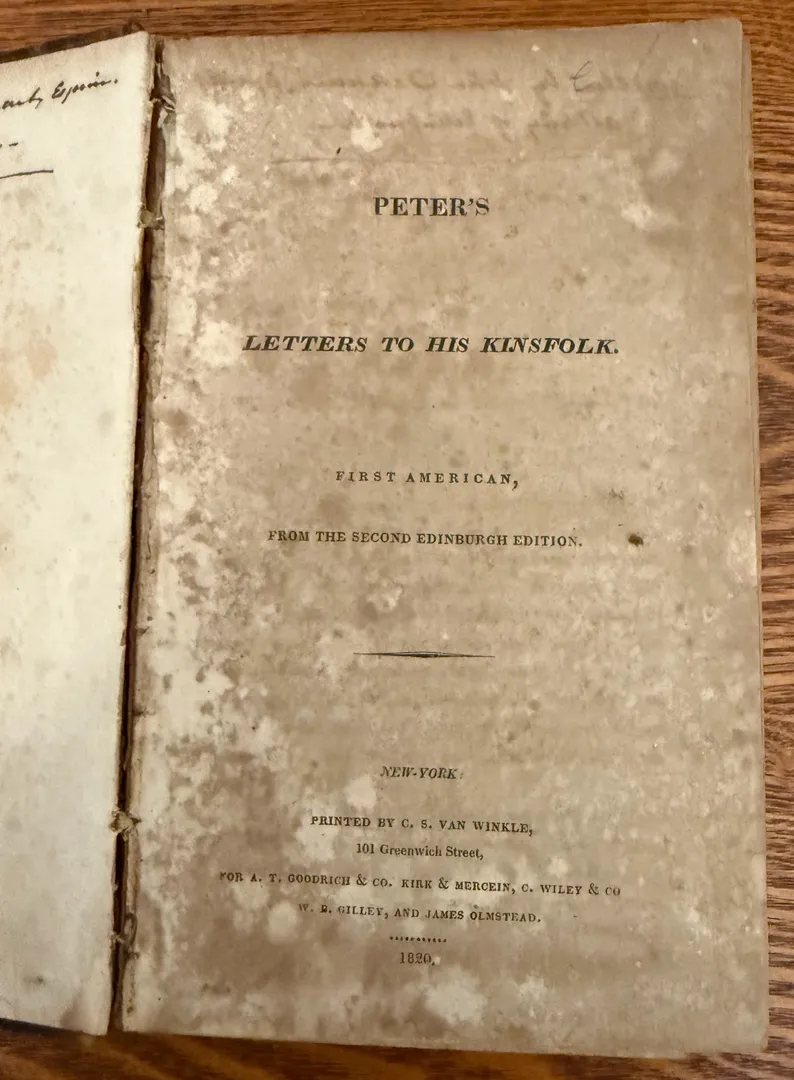 PETER'S
LETTERS TO HIS KINSFOLK.
FIRST AMERICAN,
FROM THE SECOND EDINBURGH EDITION.
NEW-YORK:
PRINTED BY C. S. VAN WINKLE,
101 Greenwich Street,
FOR A. T. GOODRICH & CO. KIRK & MERCEIN, C. WILEY & CO
W. B. GILLEY, AND JAMES OLMSTEAD.
1820.